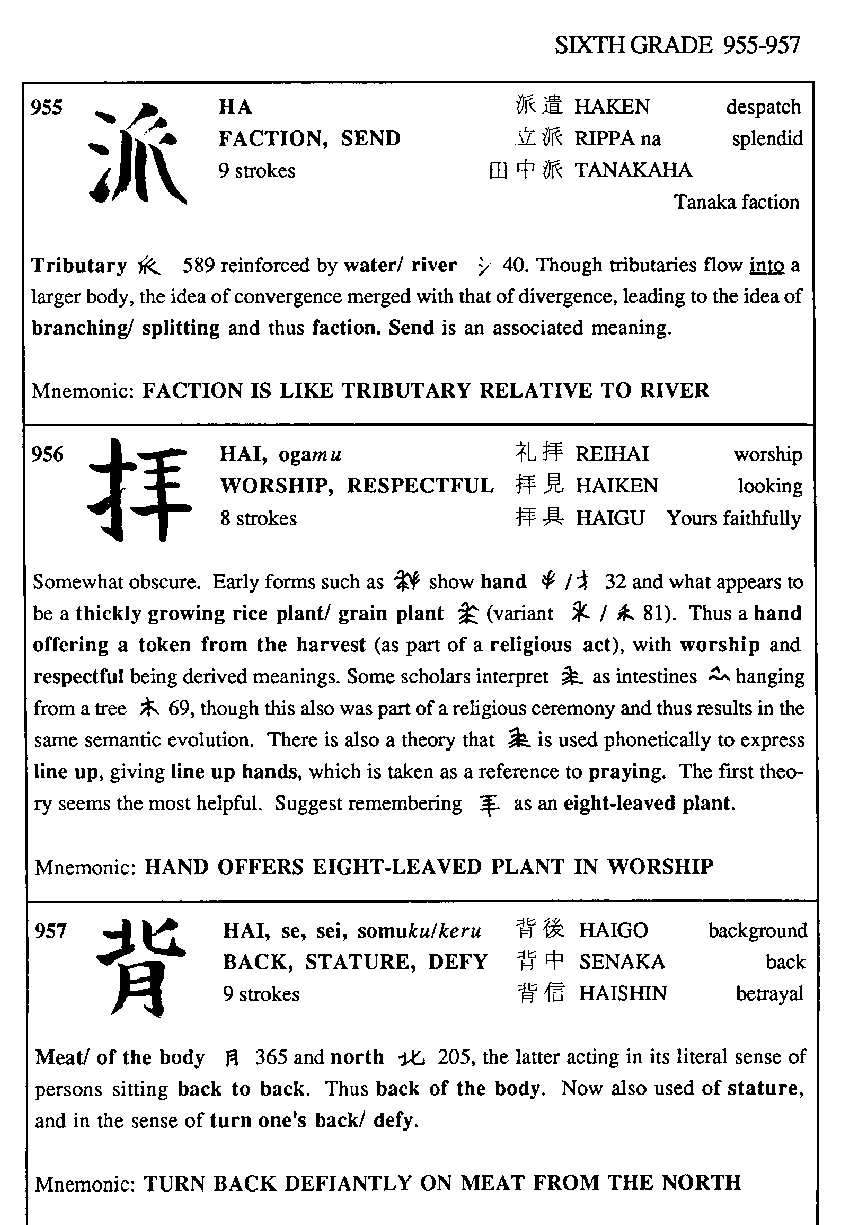 SIXTH GRADE 955-957
955 派 HA 派遣 HAKEN despatch
FACTION, SEND 立派 RIPPA na splendid
9 strokes 田中派 TANAKAHA
Tanaka faction
Tributary 589 reinforced by water/ river 氵 40. Though tributaries flow into a
larger body, the idea of convergence merged with that of divergence, leading to the idea of
branching/ splitting and thus faction. Send is an associated meaning.
Mnemonic: FACTION IS LIKE TRIBUTARY RELATIVE TO RIVER
956 拝 HAI, ogamu 礼拝 REIHAI worship
WORSHIP, RESPECTFUL 拝見 HAIKEN looking
8 strokes 拝具 HAIGU Yours faithfully
Somewhat obscure. Early forms such as show hand / 扌 32 and what appears to
be a thickly growing rice plant/ grain plant (variant / 81). Thus a hand
offering a token from the harvest (as part of a religious act), with worship and
respectful being derived meanings. Some scholars interpret as intestines hanging
from a tree 木 69, though this also was part of a religious ceremony and thus results in the
same semantic evolution. There is also a theory that is used phonetically to express
line up, giving line up hands, which is taken as a reference to praying. The first theo-
ry seems the most helpful. Suggest remembering as an eight-leaved plant.
Mnemonic: HAND OFFERS EIGHT-LEAVED PLANT IN WORSHIP
957 背 HAI, se, sei, somuku/keru 背後 HAIGO background
BACK, STATURE, DEFY 背中 SENAKA back
9 strokes 背信 HAISHIN betrayal
Meat/ of the body 月 365 and north 北 205, the latter acting in its literal sense of
persons sitting back to back. Thus back of the body. Now also used of stature,
and in the sense of turn one's back/ defy.
Mnemonic: TURN BACK DEFIANTLY ON MEAT FROM THE NORTH